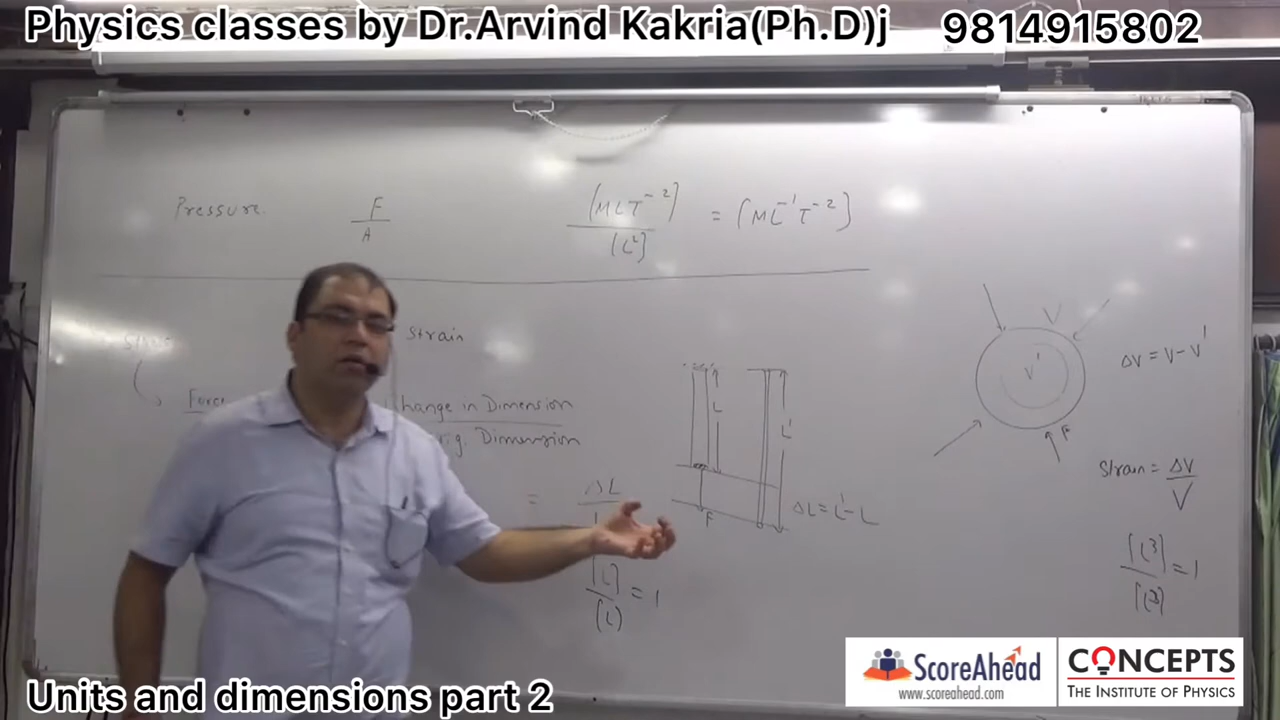 Physics classes by Dr.Arvind Kakria(Ph.D)j 9814915802
Pressure. F/A [MLT⁻²]/[L²] = [ML⁻¹T⁻²]
Strain
Force
hange in Dimension
rig. Dimension
= ΔL
[L]/[L] = 1
L
L'
F
ΔL = L' - L
V
V'
F
ΔV = V - V'
Strain = ΔV/V
[L³]/[L³] = 1
ScoreAhead
www.scoreahead.com
CONCEPTS
THE INSTITUTE OF PHYSICS
Units and dimensions part 2